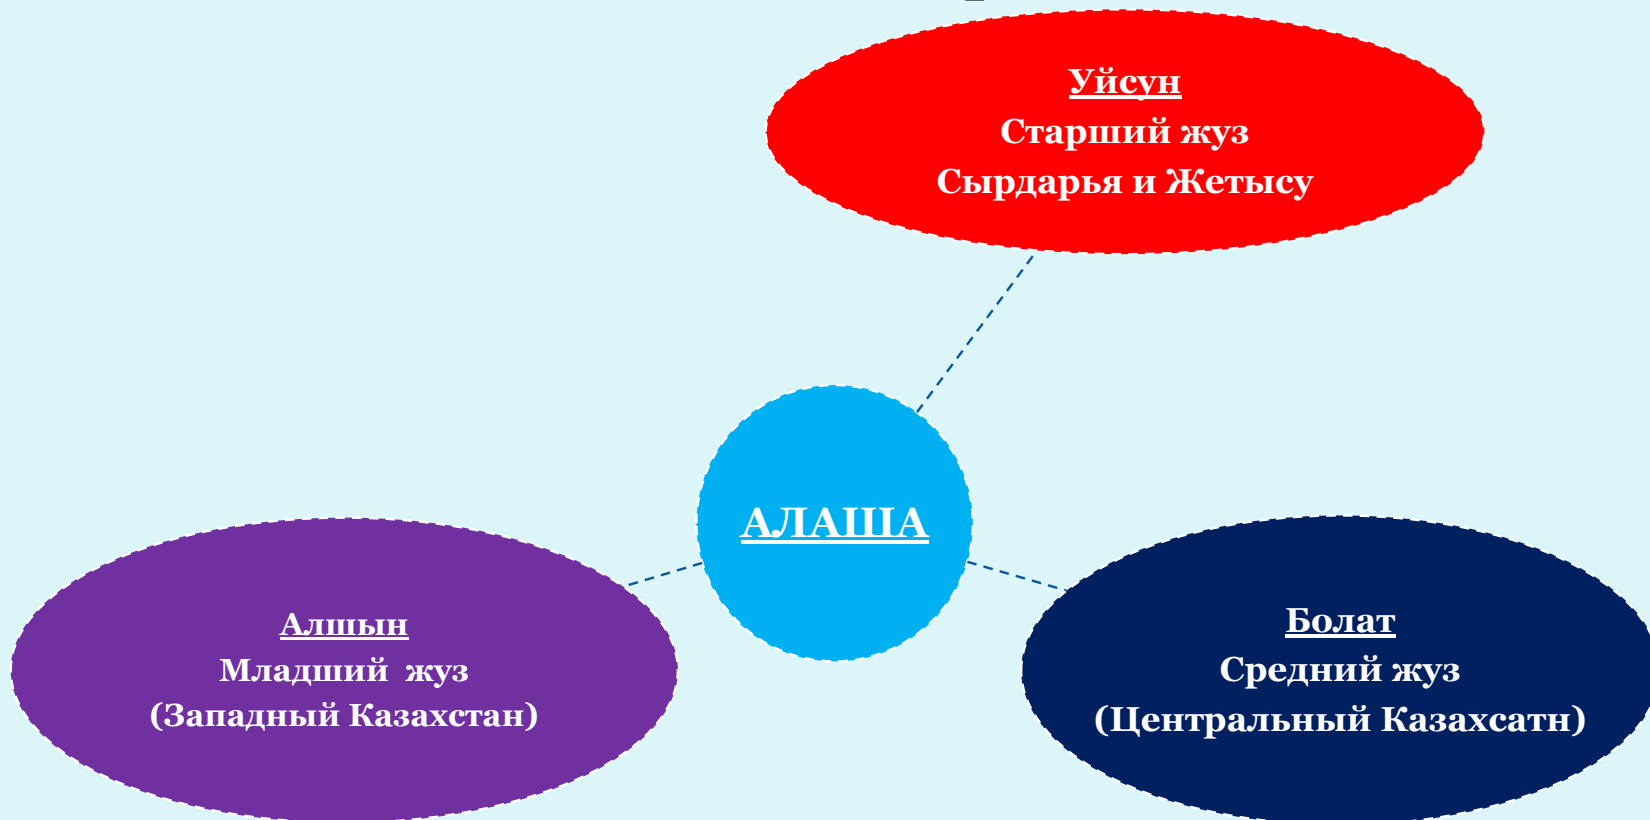 Уйсун
Старший жуз
Сырдарья и Жетысу
АЛАША
Алшын
Младший жуз
(Западный Казахстан)
Болат
Средний жуз
(Центральный Казахсатн)